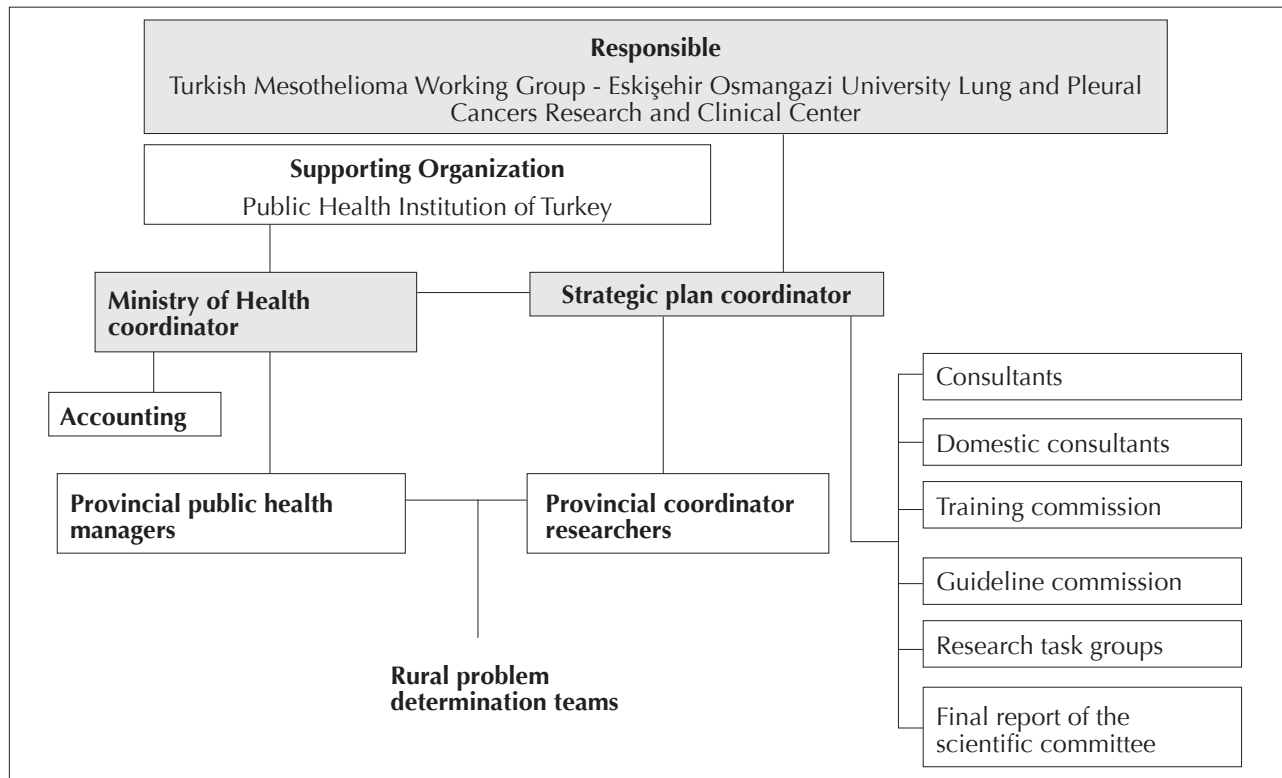 Responsible
Turkish Mesothelioma Working Group - Eskişehir Osmangazi University Lung and Pleural
Cancers Research and Clinical Center
Supporting Organization
Public Health Institution of Turkey
Ministry of Health
coordinator
Strategic plan coordinator
Accounting
Provincial public health
managers
Provincial coordinator
researchers
Rural problem
determination teams
Consultants
Domestic consultants
Training commission
Guideline commission
Research task groups
Final report of the
scientific committee